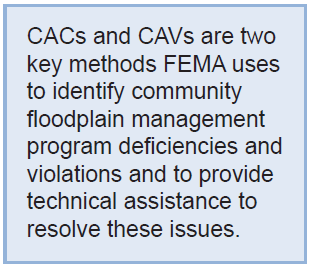 CACs and CAVs are two
key methods FEMA uses
to identify community
floodplain management
program deficiencies and
violations and to provide
technical assistance to
resolve these issues.